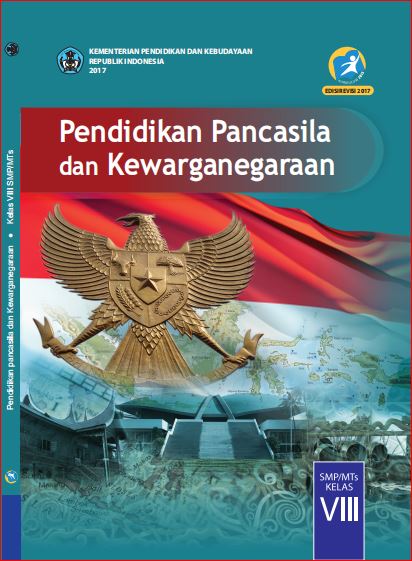 KEMENTERIAN PENDIDIKAN DAN KEBUDAYAAN
REPUBLIK INDONESIA
2017
EDISI REVISI 2017
Pendidikan Pancasila
dan Kewarganegaraan
Pendidikan pancasila dan Kewarganegaraan • Kelas VIII SMP/MTs
SMP/MTs
KELAS
VIII